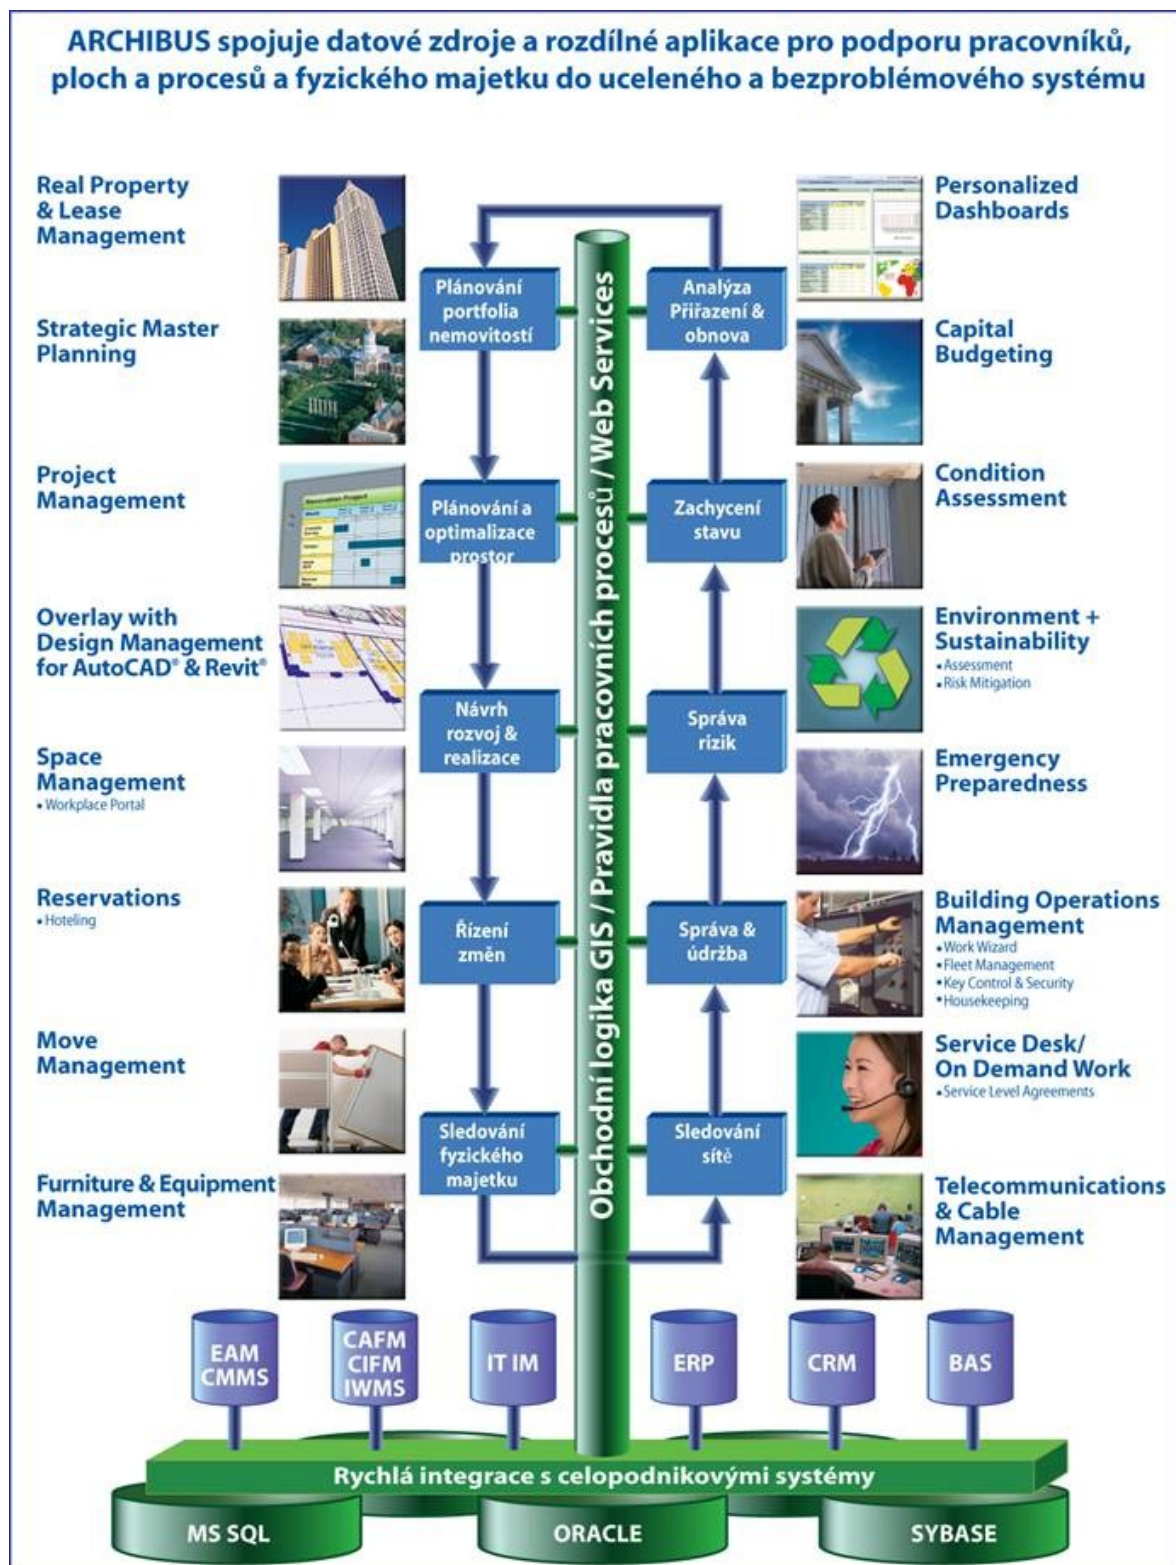 ARCHIBUS spojuje datové zdroje a rozdílné aplikace pro podporu pracovníků,
ploch a procesů a fyzického majetku do uceleného a bezproblémového systému
Real Property
& Lease
Management
Strategic Master
Planning
Project
Management
Overlay with
Design Management
for AutoCAD® & Revit®
Space
Management
▪ Workplace Portal
Reservations
▪ Hoteling
Move
Management
Furniture & Equipment
Management
Plánování
portfolia
nemovitostí
Plánování a
optimalizace
prostor
Návrh
rozvoj &
realizace
Řízení
změn
Sledování
fyzického
majetku
Obchodní logika GIS / Pravidla pracovních procesů / Web Services
Analýza
Přiřazení &
obnova
Zachycení
stavu
Správa
rizik
Správa &
údržba
Sledování
sítě
Personalized
Dashboards
Capital
Budgeting
Condition
Assessment
Environment +
Sustainability
▪ Assessment
▪ Risk Mitigation
Emergency
Preparedness
Building Operations
Management
▪ Work Wizard
▪ Fleet Management
▪ Key Control & Security
▪ Housekeeping
Service Desk/
On Demand Work
▪ Service Level Agreements
Telecommunications
& Cable
Management
EAM
CMMS
CAFM
CIFM
IWMS
IT IM
ERP
CRM
BAS
Rychlá integrace s celopodnikovými systémy
MS SQL
ORACLE
SYBASE